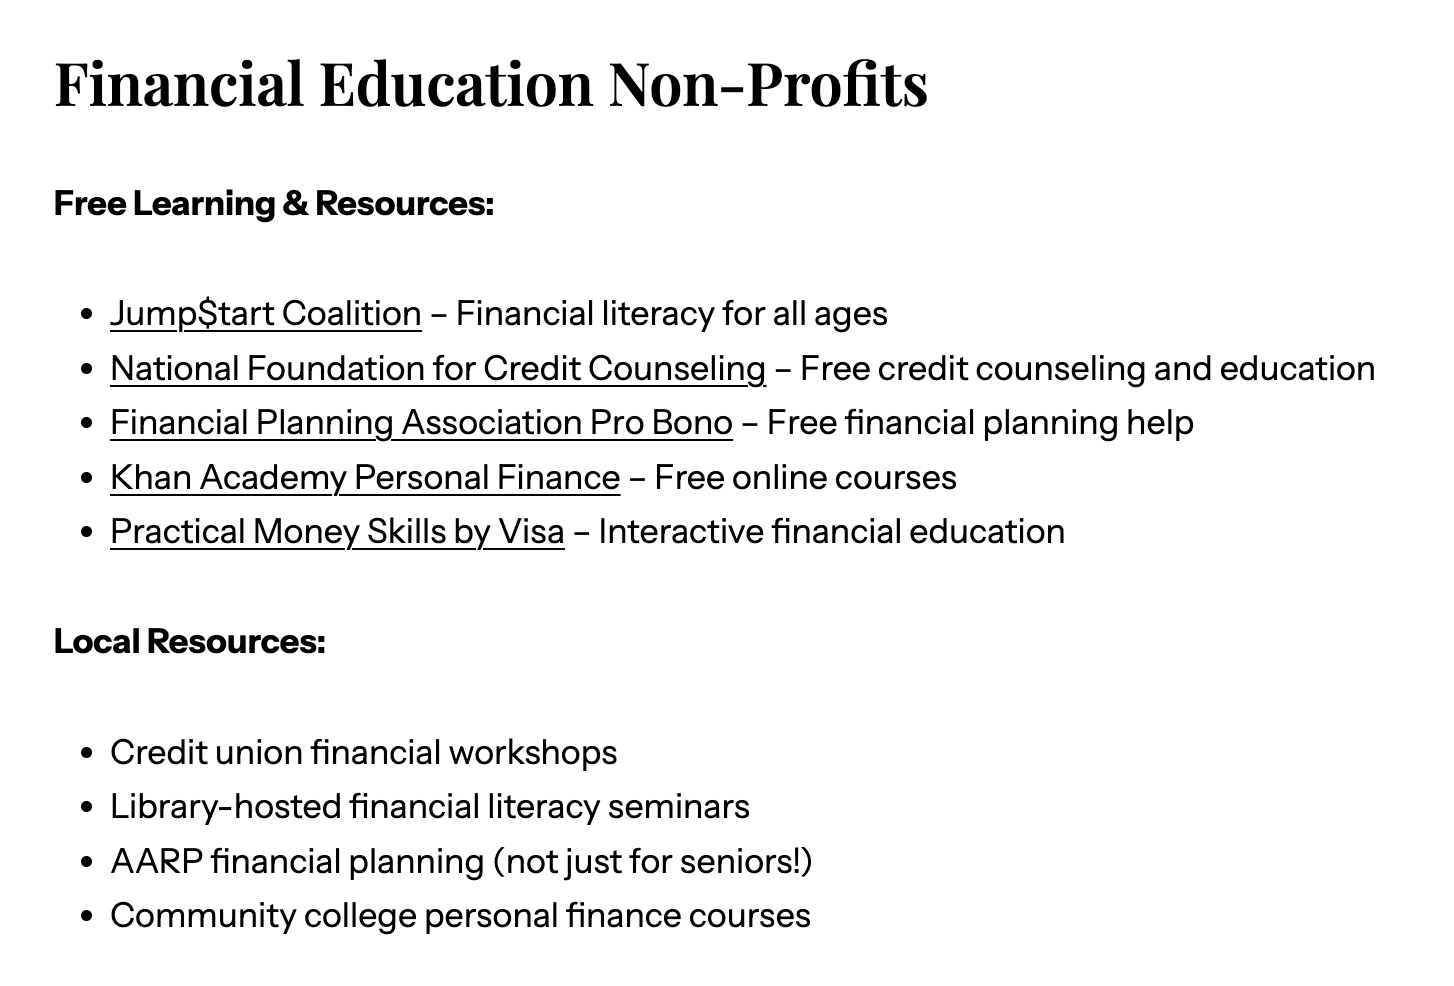 Financial Education Non-Profits
Free Learning & Resources:
• Jump$tart Coalition – Financial literacy for all ages
• National Foundation for Credit Counseling – Free credit counseling and education
• Financial Planning Association Pro Bono – Free financial planning help
• Khan Academy Personal Finance – Free online courses
• Practical Money Skills by Visa – Interactive financial education
Local Resources:
• Credit union financial workshops
• Library-hosted financial literacy seminars
• AARP financial planning (not just for seniors!)
• Community college personal finance courses